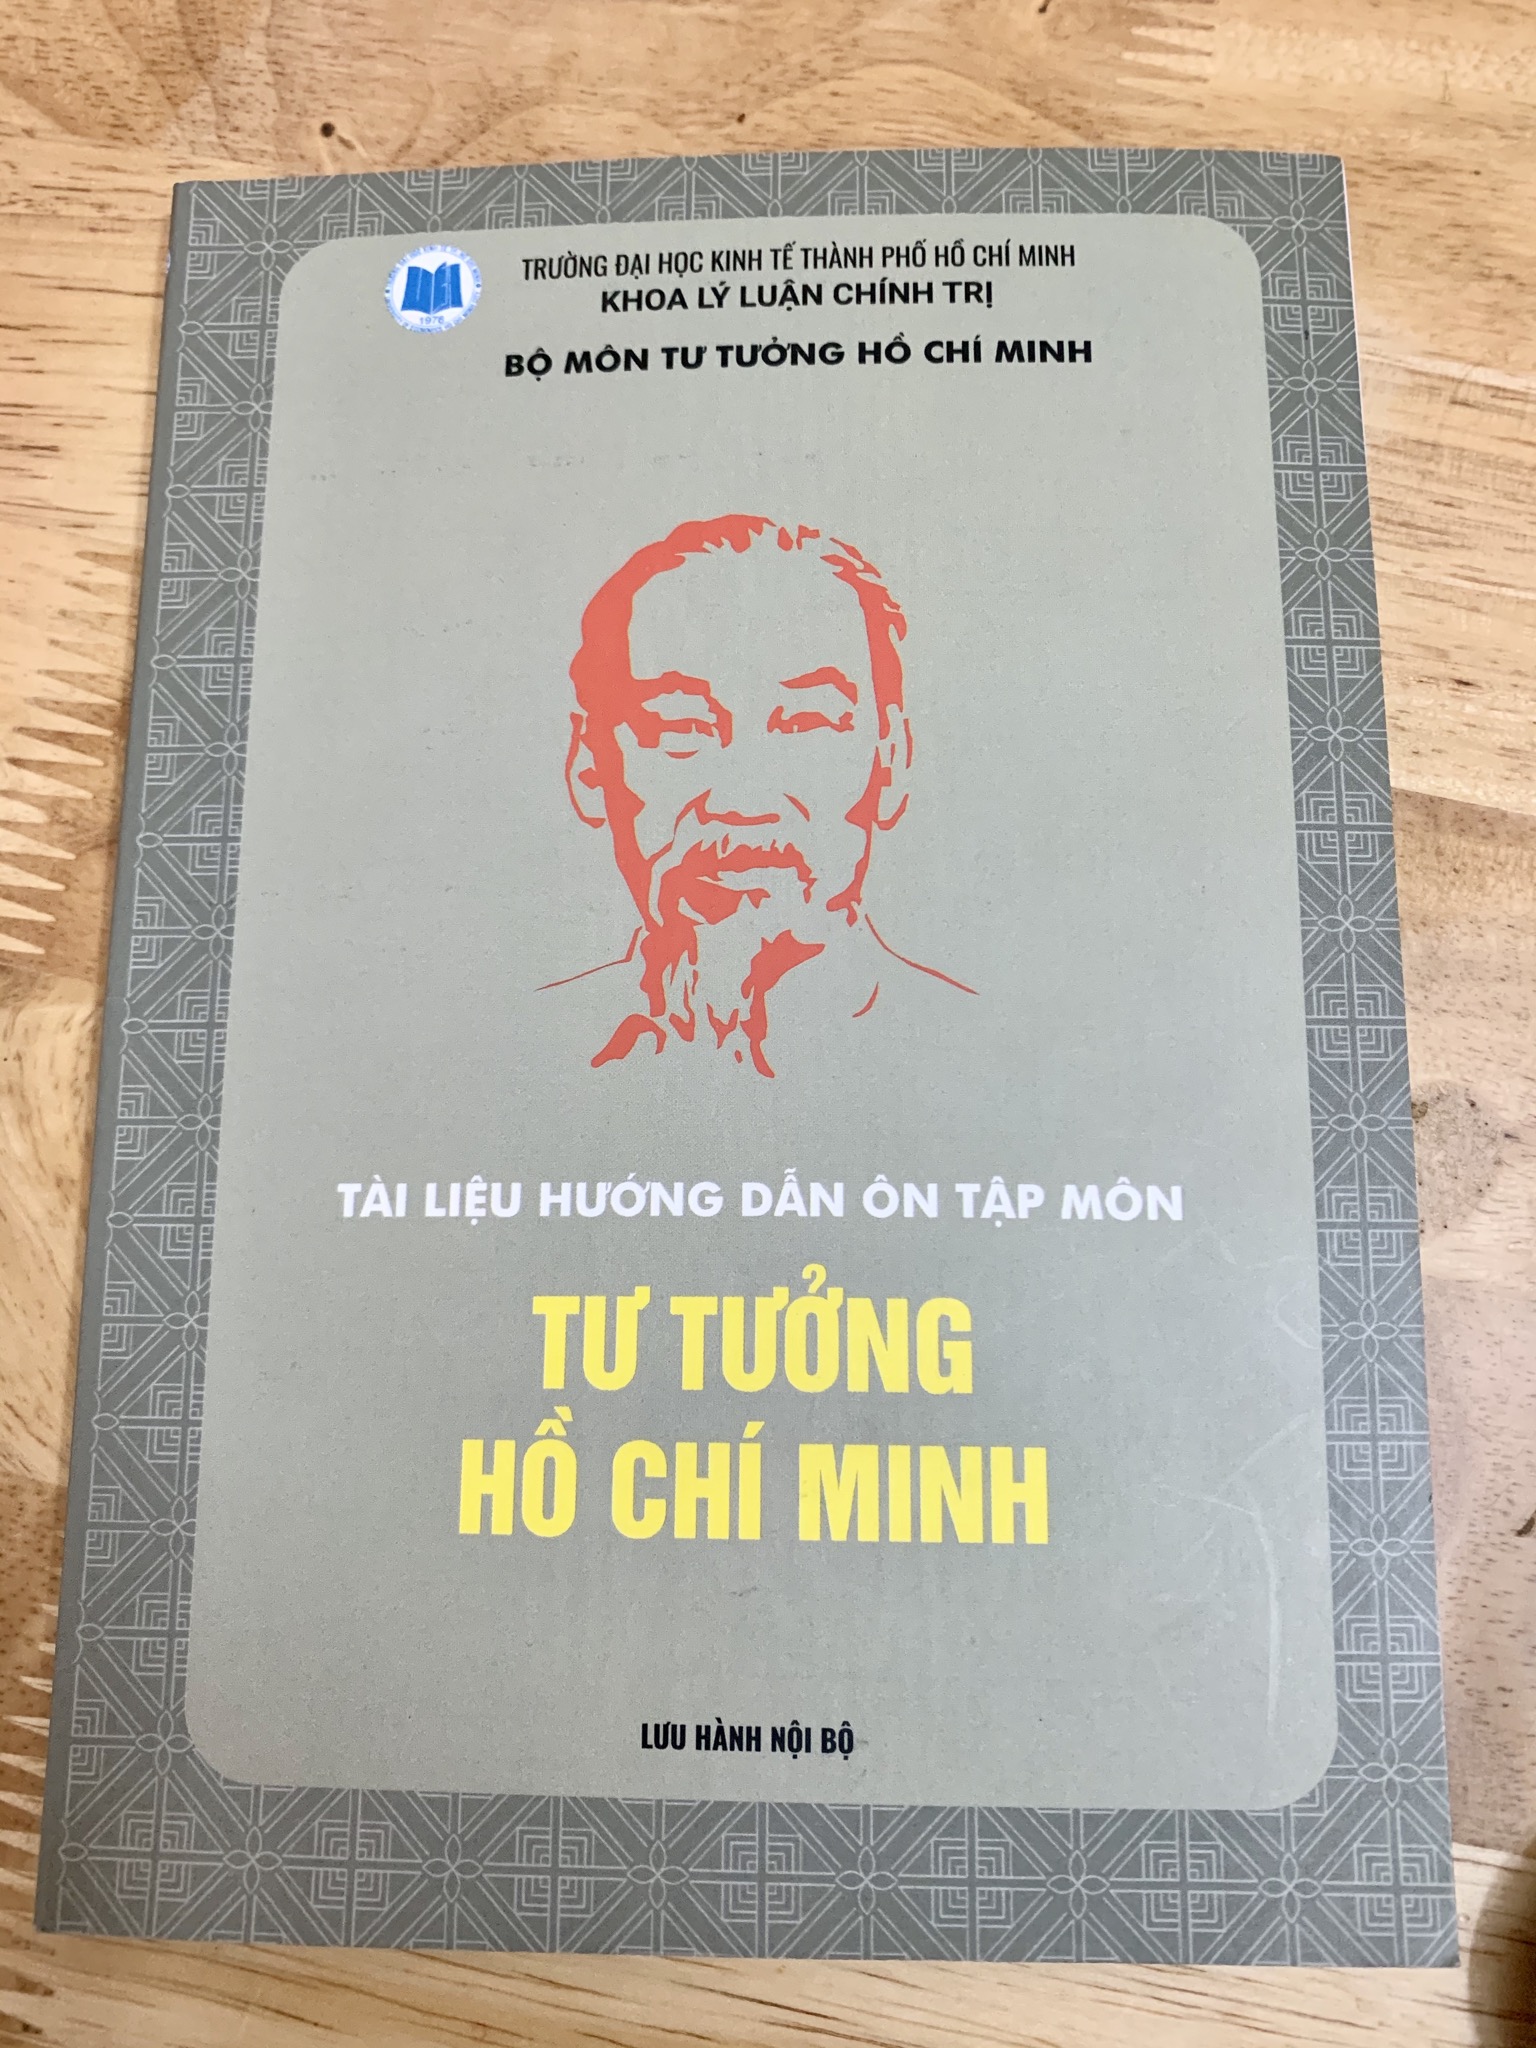 TRƯỜNG ĐẠI HỌC KINH TẾ THÀNH PHỐ HỒ CHÍ MINH
KHOA LÝ LUẬN CHÍNH TRỊ
BỘ MÔN TƯ TƯỞNG HỒ CHÍ MINH
UEH
1976
TÀI LIỆU HƯỚNG DẪN ÔN TẬP MÔN
TƯ TƯỞNG
HỒ CHÍ MINH
LƯU HÀNH NỘI BỘ